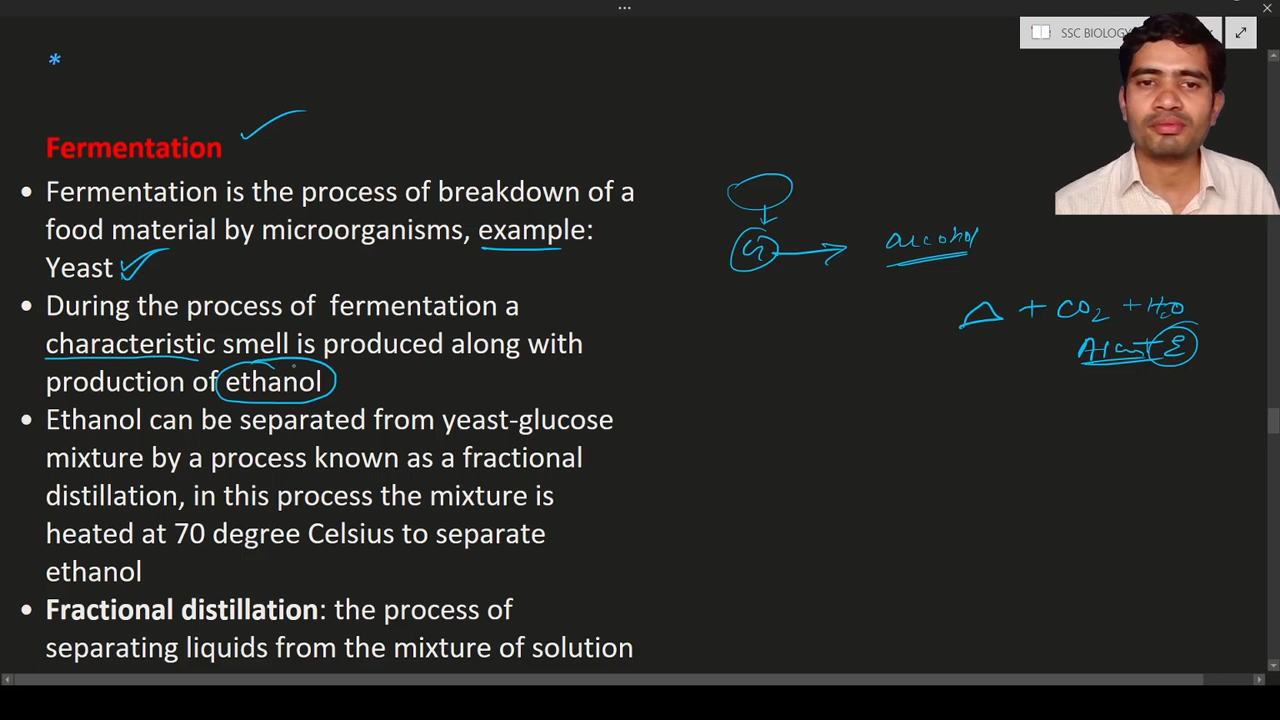 SSC BIOLOGY
*
Fermentation
• Fermentation is the process of breakdown of a
food material by microorganisms, example:
Yeast
• During the process of fermentation a
characteristic smell is produced along with
production of ethanol
• Ethanol can be separated from yeast-glucose
mixture by a process known as a fractional
distillation, in this process the mixture is
heated at 70 degree Celsius to separate
ethanol
• Fractional distillation: the process of
separating liquids from the mixture of solution
G → alcohol
+ CO2 + H2O
+ E